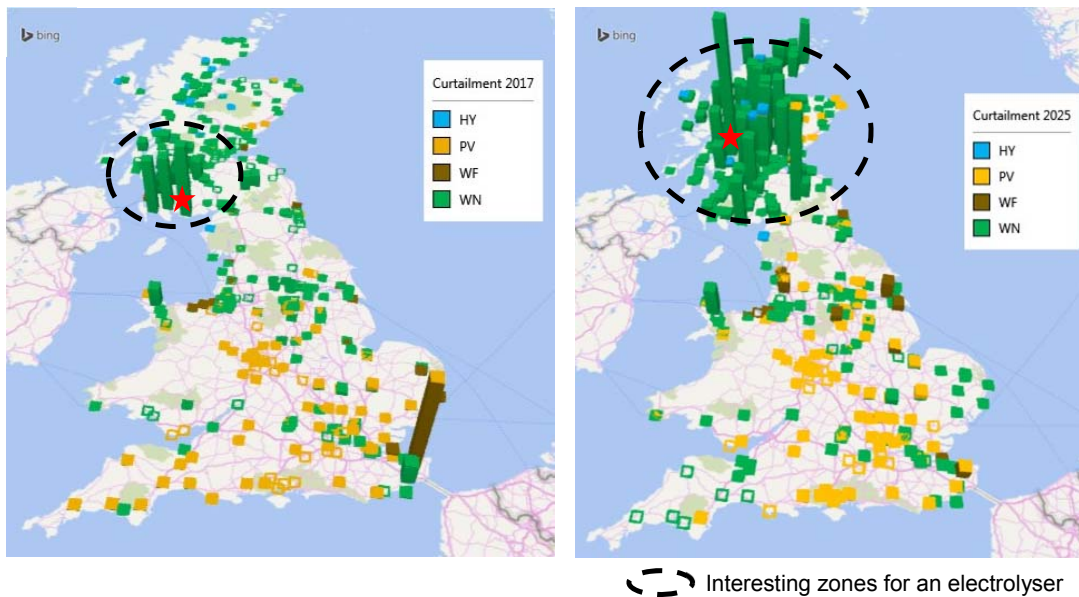 bing
Curtailment 2017
HY
PV
WF
WN
bing
Curtailment 2025
HY
PV
WF
WN
Interesting zones for an electrolyser